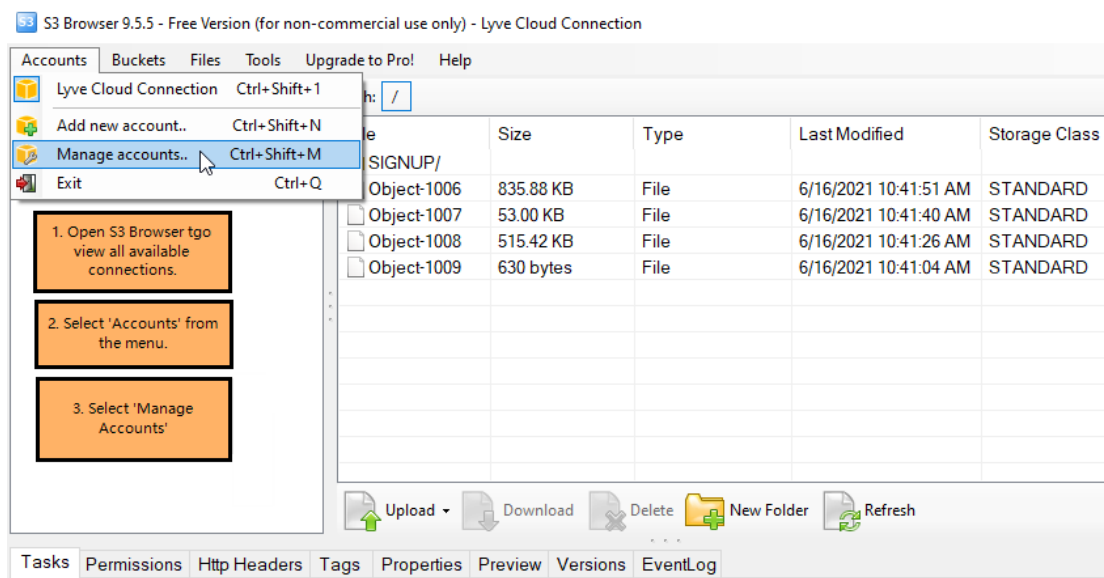 S3 S3 Browser 9.5.5 - Free Version (for non-commercial use only) - Lyve Cloud Connection
Accounts Buckets Files Tools Upgrade to Pro! Help
Lyve Cloud Connection Ctrl+Shift+1
h: /
Add new account.. Ctrl+Shift+N
Manage accounts.. Ctrl+Shift+M
Exit Ctrl+Q
le Size Type Last Modified Storage Class
SIGNUP/
Object-1006 835.88 KB File 6/16/2021 10:41:51 AM STANDARD
Object-1007 53.00 KB File 6/16/2021 10:41:40 AM STANDARD
Object-1008 515.42 KB File 6/16/2021 10:41:26 AM STANDARD
Object-1009 630 bytes File 6/16/2021 10:41:04 AM STANDARD
1. Open S3 Browser tgo
view all available
connections.
2. Select 'Accounts' from
the menu.
3. Select 'Manage
Accounts'
Upload Download Delete New Folder Refresh
Tasks Permissions Http Headers Tags Properties Preview Versions EventLog